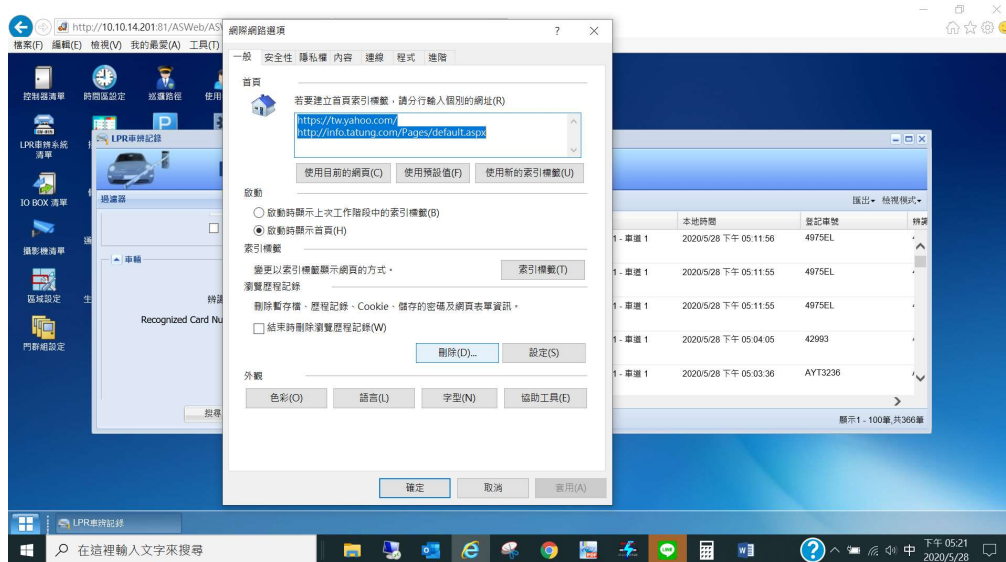 http://10.10.14.201:81/ASWeb/AS
檔案(F) 編輯(E) 檢視(V) 我的最愛(A) 工具(T)
控制器清單
時間區設定
巡邏路徑
使用
LPR車辨系統
清單
IO BOX 清單
攝影機清單
區域設定
門群組設定
LPR車辨記錄
過濾器
車輛
辨識
Recognized Card Nu
搜尋
網際網路選項
? ×
一般 安全性 隱私權 內容 連線 程式 進階
首頁
若要建立首頁索引標籤，請分行輸入個別的網址(R)
https://tw.yahoo.com/
http://info.tatung.com/Pages/default.aspx
使用目前的網頁(C) 使用預設值(F) 使用新的索引標籤(U)
啟動
啟動時顯示上次工作階段中的索引標籤(B)
啟動時顯示首頁(H)
索引標籤
變更以索引標籤顯示網頁的方式。
索引標籤(T)
瀏覽歷程記錄
刪除暫存檔、歷程記錄、Cookie、儲存的密碼及網頁表單資訊。
結束時刪除瀏覽歷程記錄(W)
刪除(D)... 設定(S)
外觀
色彩(O) 語言(L) 字型(N) 協助工具(E)
確定 取消 套用(A)
匯出 檢視模式
本地時間 登記車號 辨識
1 - 車道 1 2020/5/28 下午 05:11:56 4975EL
1 - 車道 1 2020/5/28 下午 05:11:55 4975EL
1 - 車道 1 2020/5/28 下午 05:11:55 4975EL
1 - 車道 1 2020/5/28 下午 05:04:05 42993
1 - 車道 1 2020/5/28 下午 05:03:36 AYT3236
顯示1 - 100筆,共366筆
LPR車辨記錄
在這裡輸入文字來搜尋
LINE
中
下午 05:21
2020/5/28